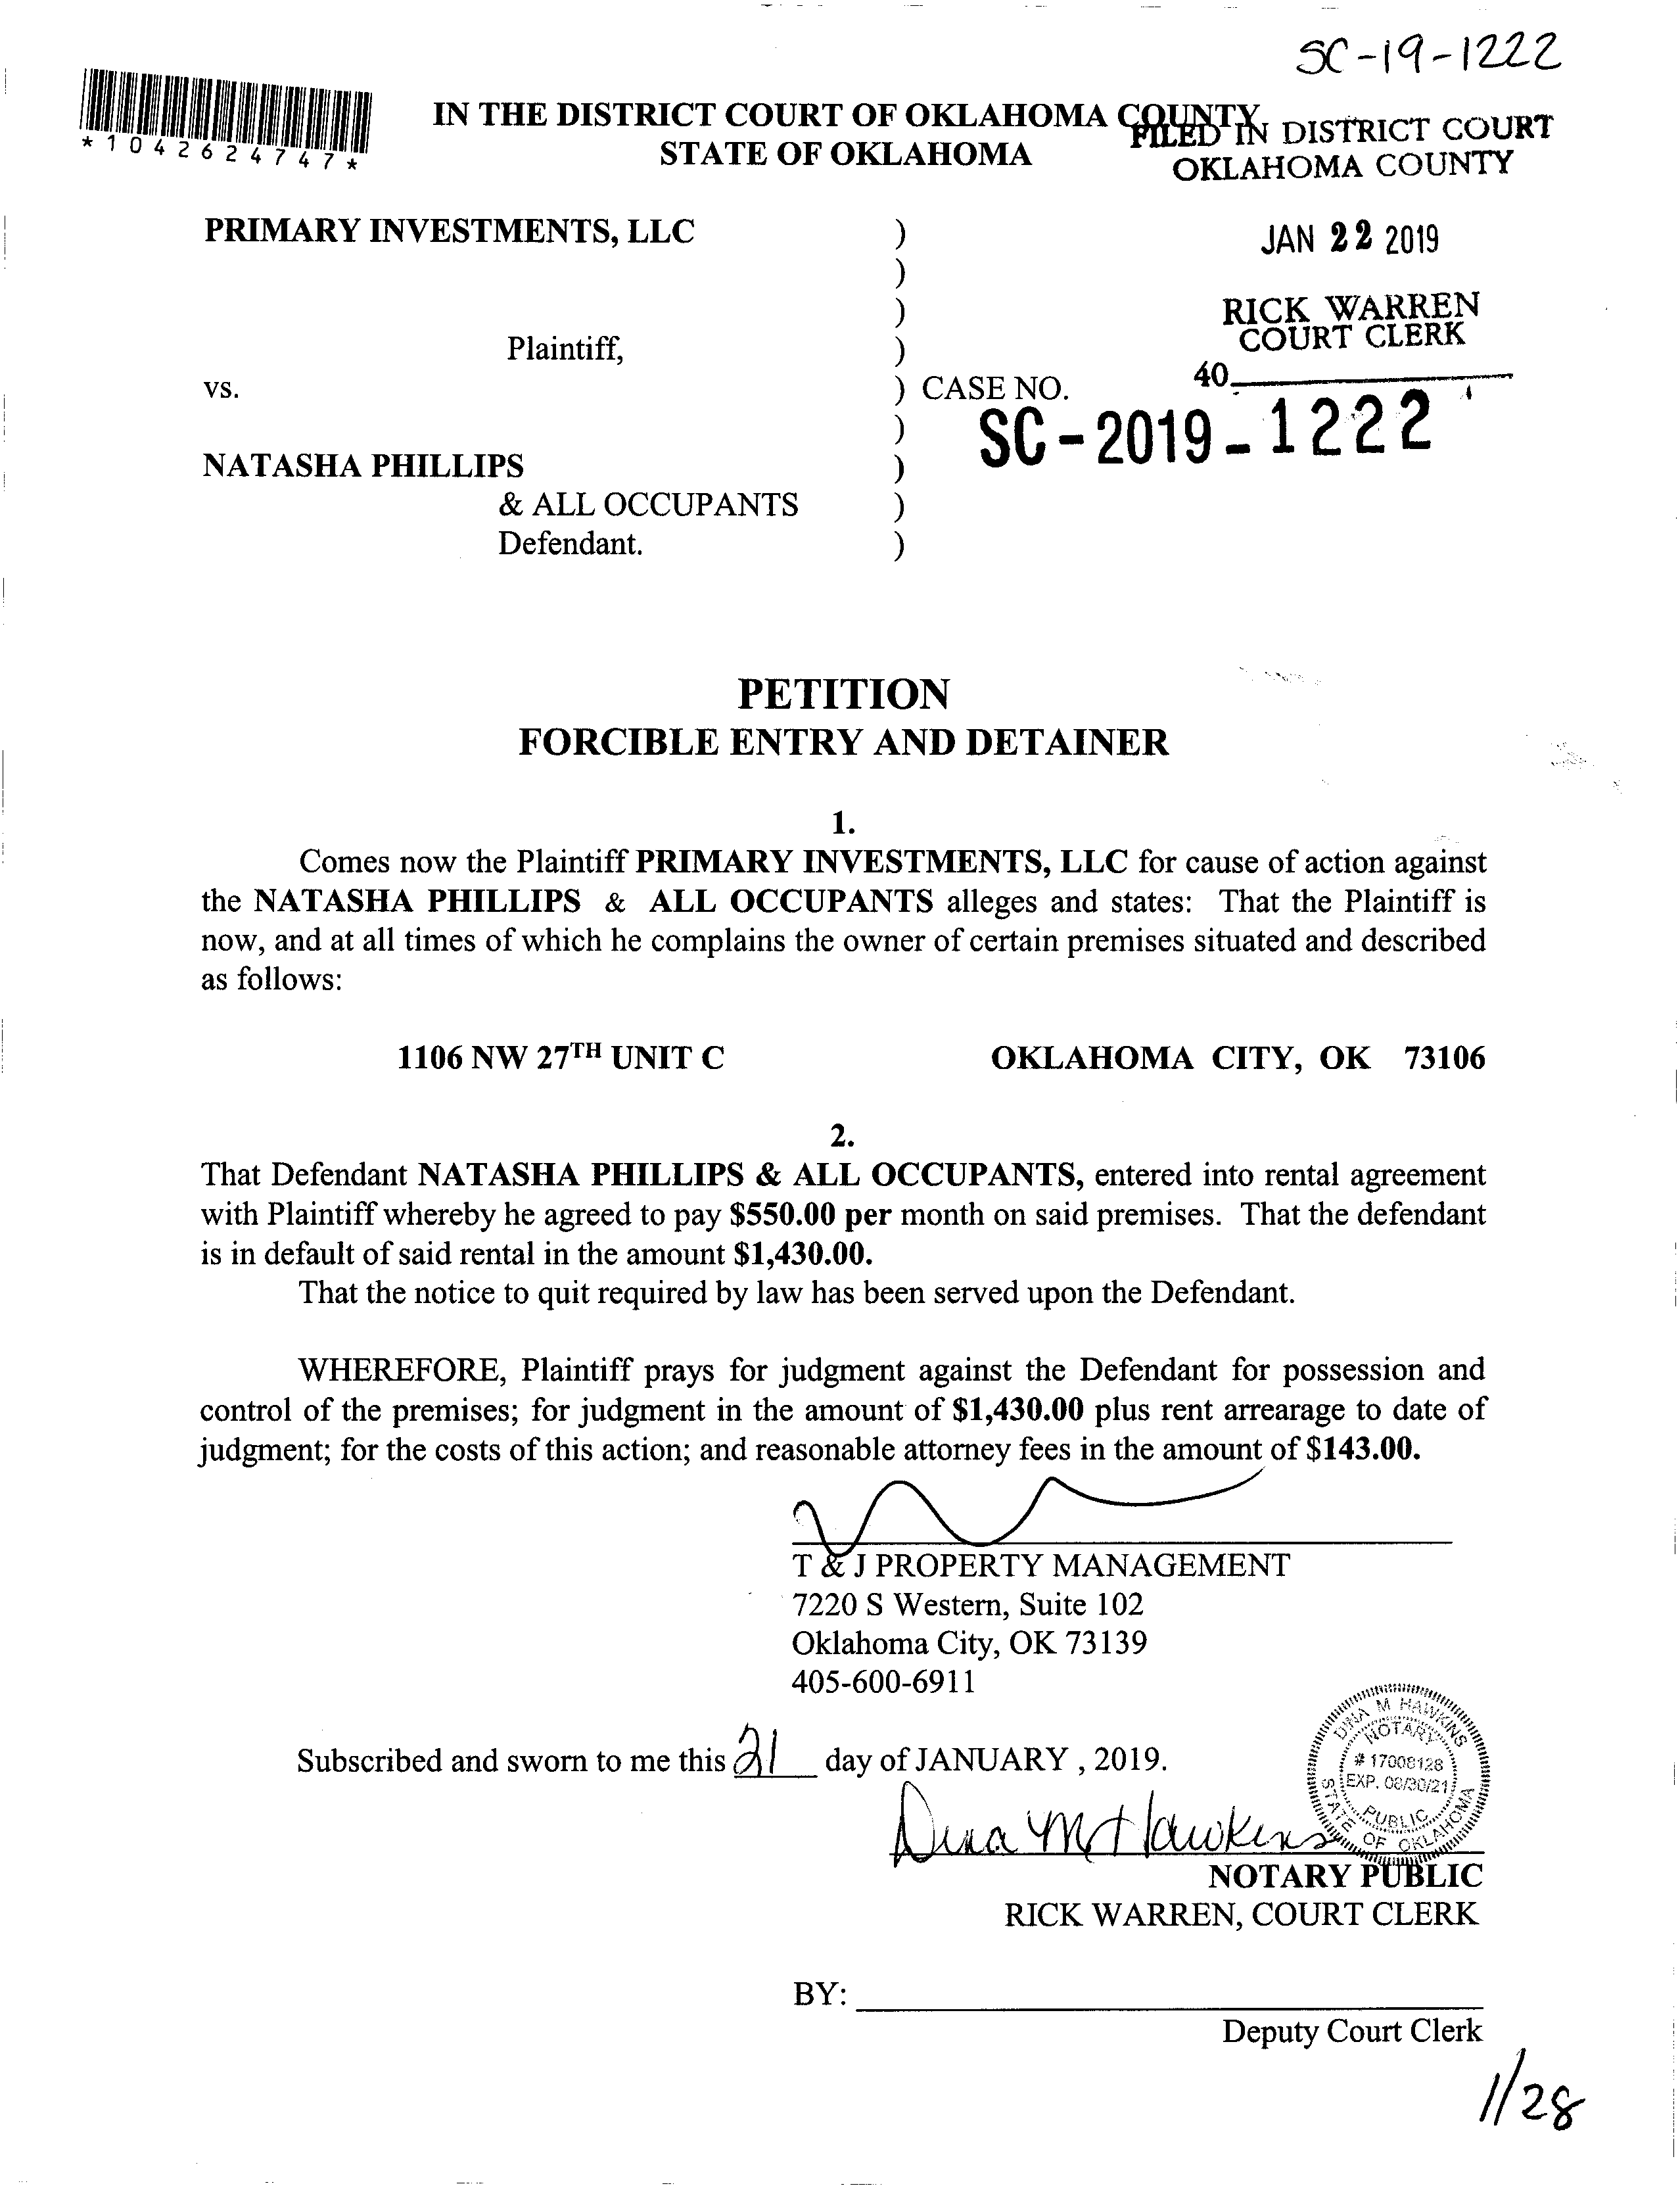 SC-19-1222
*1042624747*
IN THE DISTRICT COURT OF OKLAHOMA COUNTY
STATE OF OKLAHOMA
FILED IN DISTRICT COURT
OKLAHOMA COUNTY
PRIMARY INVESTMENTS, LLC )
)
)
Plaintiff, )
vs. ) CASE NO.
)
NATASHA PHILLIPS )
& ALL OCCUPANTS )
Defendant. )
JAN 22 2019
RICK WARREN
COURT CLERK
40
SC-2019-1222
PETITION
FORCIBLE ENTRY AND DETAINER
1.
Comes now the Plaintiff PRIMARY INVESTMENTS, LLC for cause of action against
the NATASHA PHILLIPS & ALL OCCUPANTS alleges and states: That the Plaintiff is
now, and at all times of which he complains the owner of certain premises situated and described
as follows:
1106 NW 27TH UNIT C OKLAHOMA CITY, OK 73106
2.
That Defendant NATASHA PHILLIPS & ALL OCCUPANTS, entered into rental agreement
with Plaintiff whereby he agreed to pay $550.00 per month on said premises. That the defendant
is in default of said rental in the amount $1,430.00.
That the notice to quit required by law has been served upon the Defendant.
WHEREFORE, Plaintiff prays for judgment against the Defendant for possession and
control of the premises; for judgment in the amount of $1,430.00 plus rent arrearage to date of
judgment; for the costs of this action; and reasonable attorney fees in the amount of $143.00.
T & J PROPERTY MANAGEMENT
7220 S Western, Suite 102
Oklahoma City, OK 73139
405-600-6911
Subscribed and sworn to me this 21 day of JANUARY , 2019.
DINA M HAWKINS
NOTARY
# 17008128
EXP. 08/30/21
PUBLIC
STATE OF OKLAHOMA
Dina M Hawkins
NOTARY PUBLIC
RICK WARREN, COURT CLERK
BY:
Deputy Court Clerk
1/28